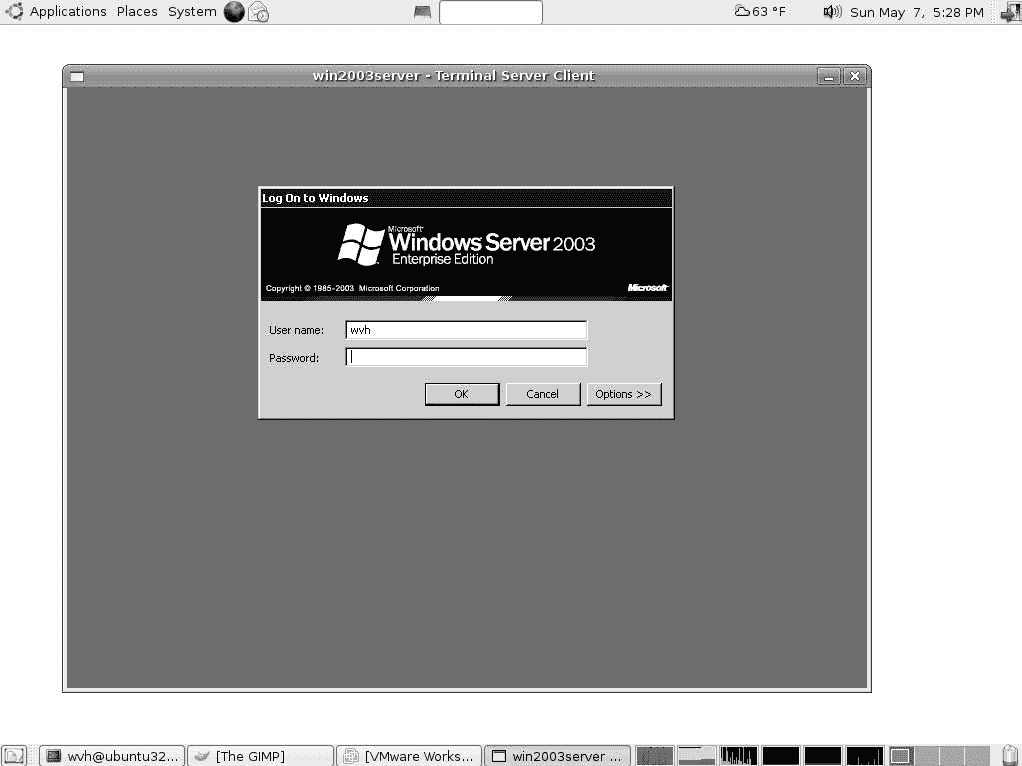 Applications Places System 63 °F Sun May 7, 5:28 PM
win2003server - Terminal Server Client
Log On to Windows
Microsoft
Windows Server 2003
Enterprise Edition
Copyright © 1985-2003 Microsoft Corporation Microsoft
User name: wvh
Password:
OK Cancel Options >>
wvh@ubuntu32... [The GIMP] [VMware Works... win2003server ...